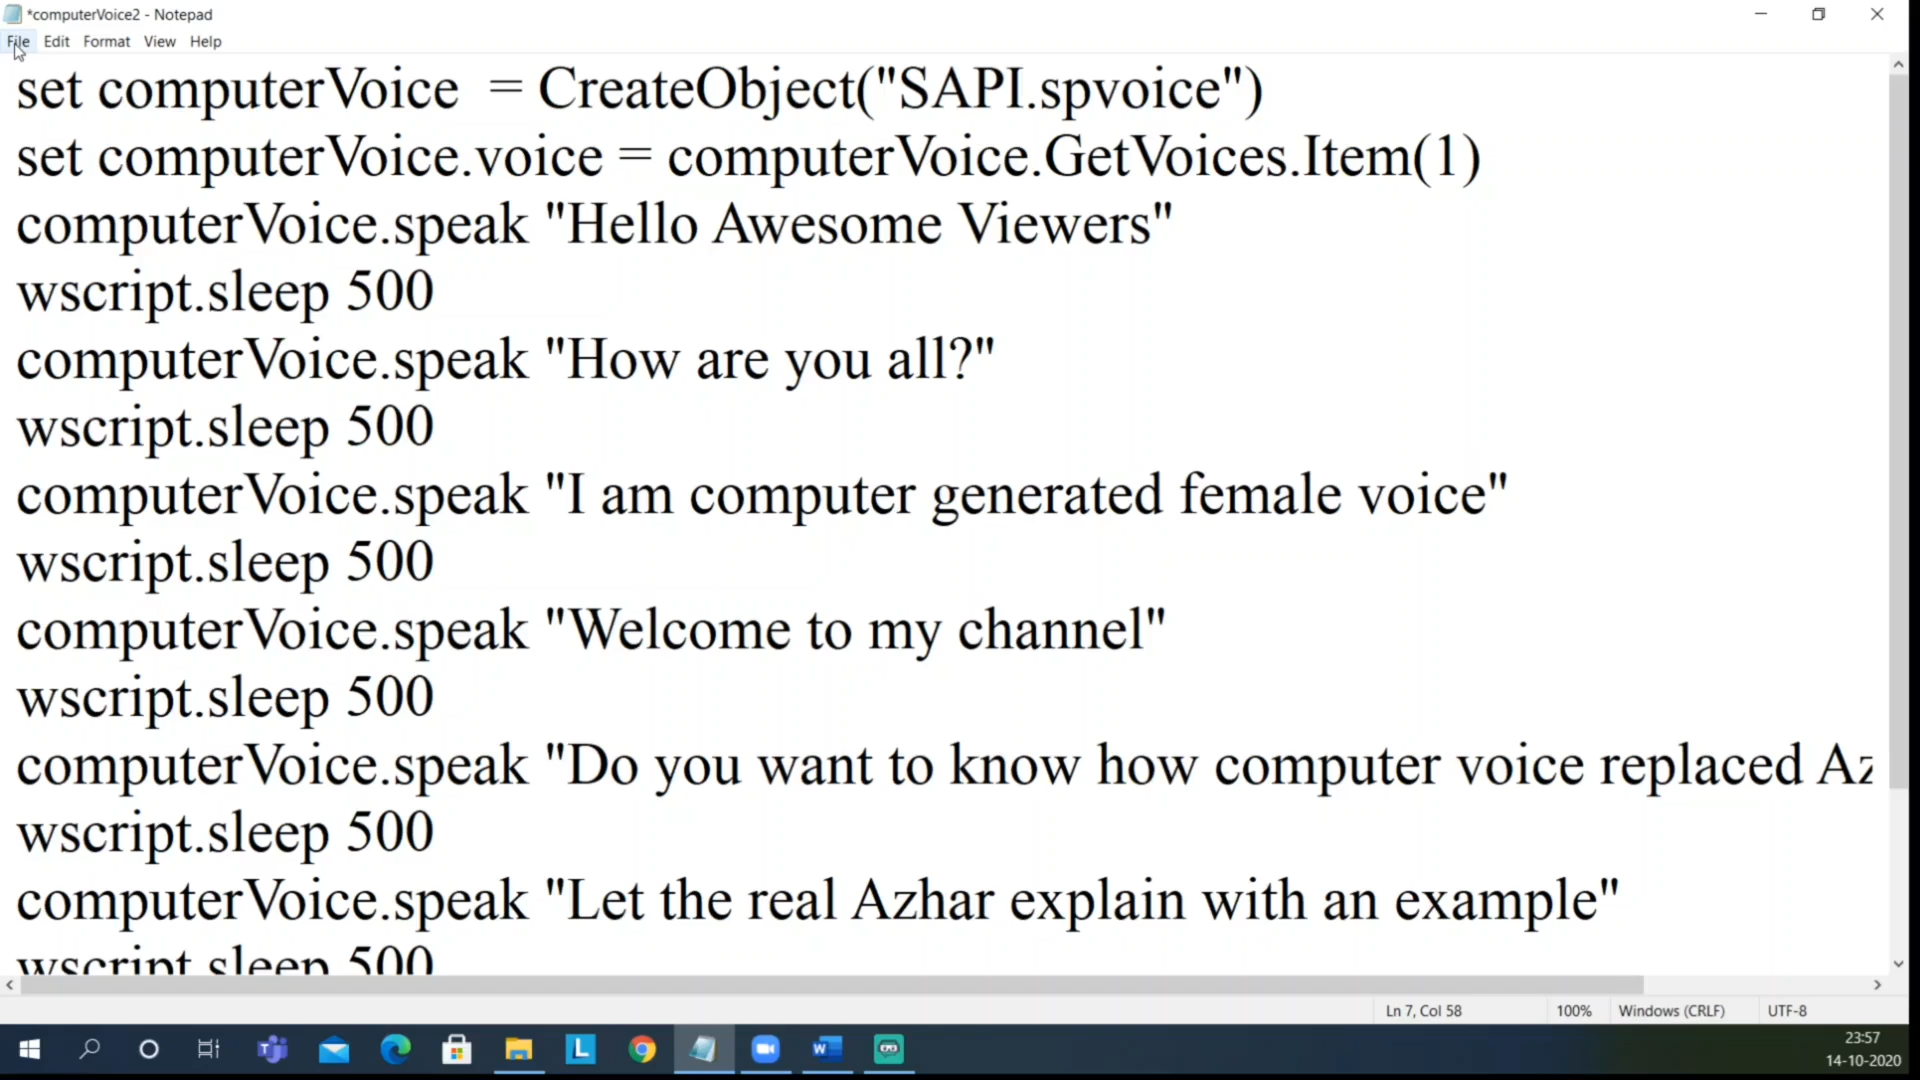 *computerVoice2 - Notepad
File Edit Format View Help
set computerVoice  = CreateObject("SAPI.spvoice")
set computerVoice.voice = computerVoice.GetVoices.Item(1)
computerVoice.speak "Hello Awesome Viewers"
wscript.sleep 500
computerVoice.speak "How are you all?"
wscript.sleep 500
computerVoice.speak "I am computer generated female voice"
wscript.sleep 500
computerVoice.speak "Welcome to my channel"
wscript.sleep 500
computerVoice.speak "Do you want to know how computer voice replaced Az
wscript.sleep 500
computerVoice.speak "Let the real Azhar explain with an example"
wscript.sleep 500
Ln 7, Col 58 100% Windows (CRLF) UTF-8
L W
23:57
14-10-2020